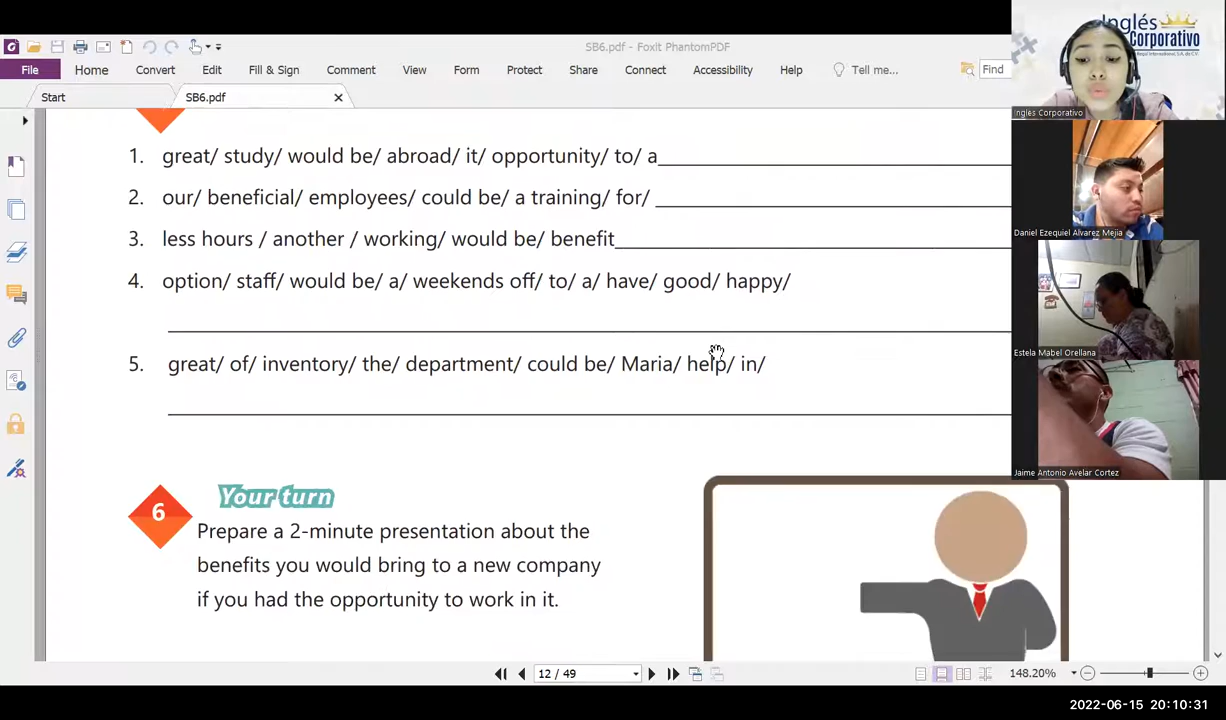 SB6.pdf - Foxit PhantomPDF
File Home Convert Edit Fill & Sign Comment View Form Protect Share Connect Accessibility Help Tell me... Find
Start SB6.pdf
1. great/ study/ would be/ abroad/ it/ opportunity/ to/ a
2. our/ beneficial/ employees/ could be/ a training/ for/
3. less hours / another / working/ would be/ benefit
4. option/ staff/ would be/ a/ weekends off/ to/ a/ have/ good/ happy/
5. great/ of/ inventory/ the/ department/ could be/ Maria/ help/ in/
6 Your turn
Prepare a 2-minute presentation about the
benefits you would bring to a new company
if you had the opportunity to work in it.
12 / 49
148.20%
Inglés
Corporativo
Inglés Corporativo
Daniel Ezequiel Alvarez Mejia
Estela Mabel Orellana
Jaime Antonio Avelar Cortez
2022-06-15 20:10:31